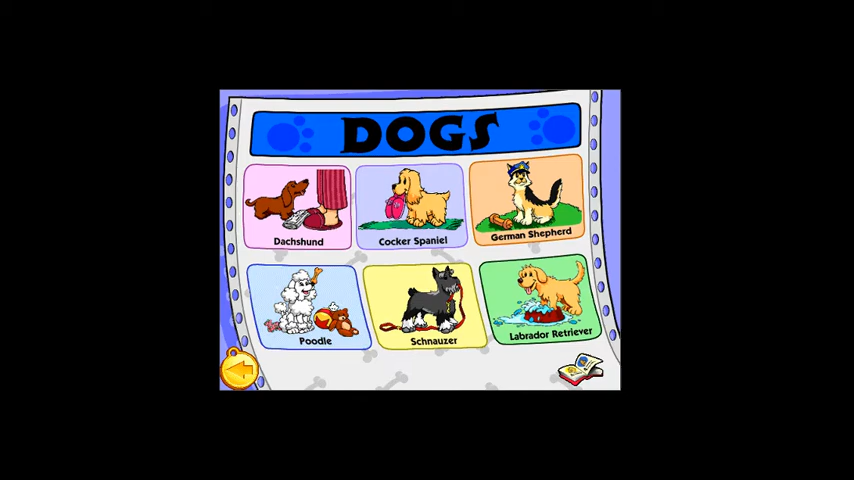 DOGS
Dachshund
Cocker Spaniel
German Shepherd
Poodle
Schnauzer
Labrador Retriever